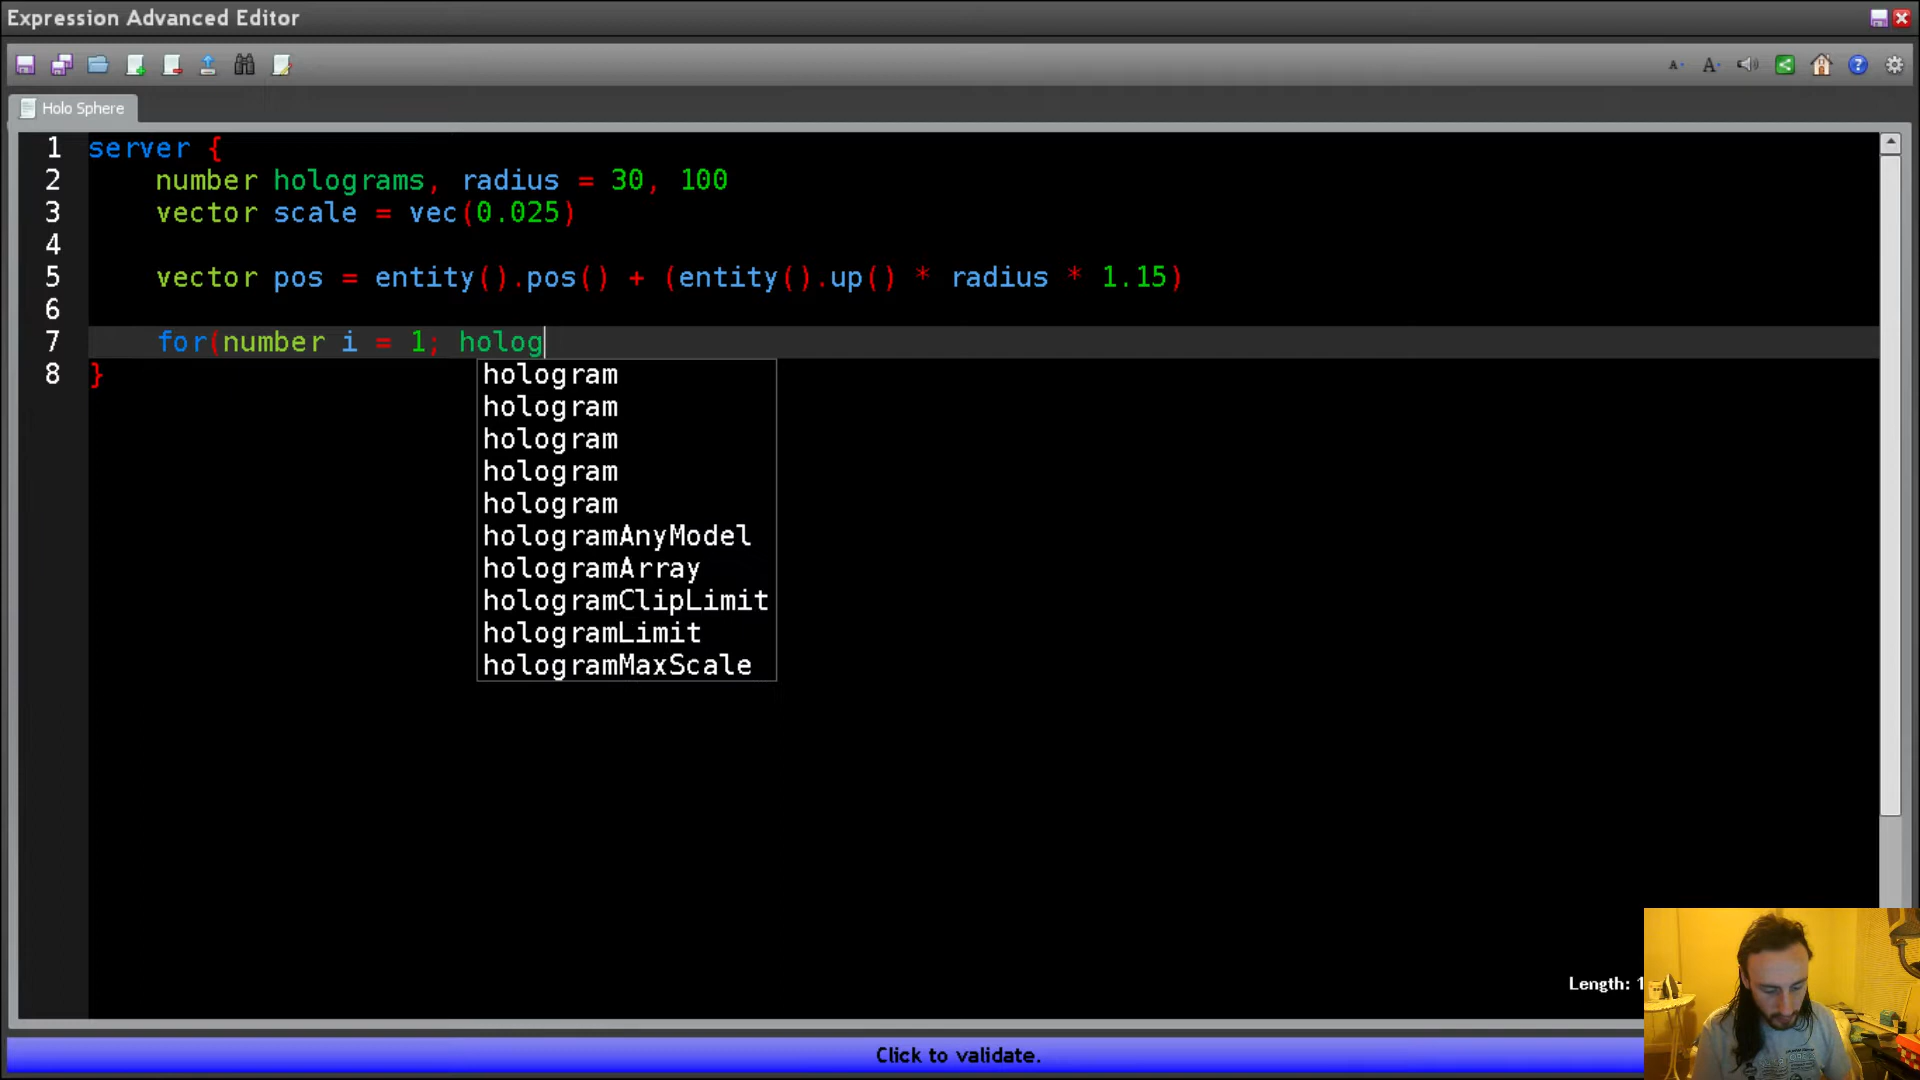 Expression Advanced Editor
Holo Sphere
1 server {
2 number holograms, radius = 30, 100
3 vector scale = vec(0.025)
4
5 vector pos = entity().pos() + (entity().up() * radius * 1.15)
6
7 for(number i = 1; holog
8 }
hologram
hologram
hologram
hologram
hologram
hologramAnyModel
hologramArray
hologramClipLimit
hologramLimit
hologramMaxScale
Length: 1
Click to validate.